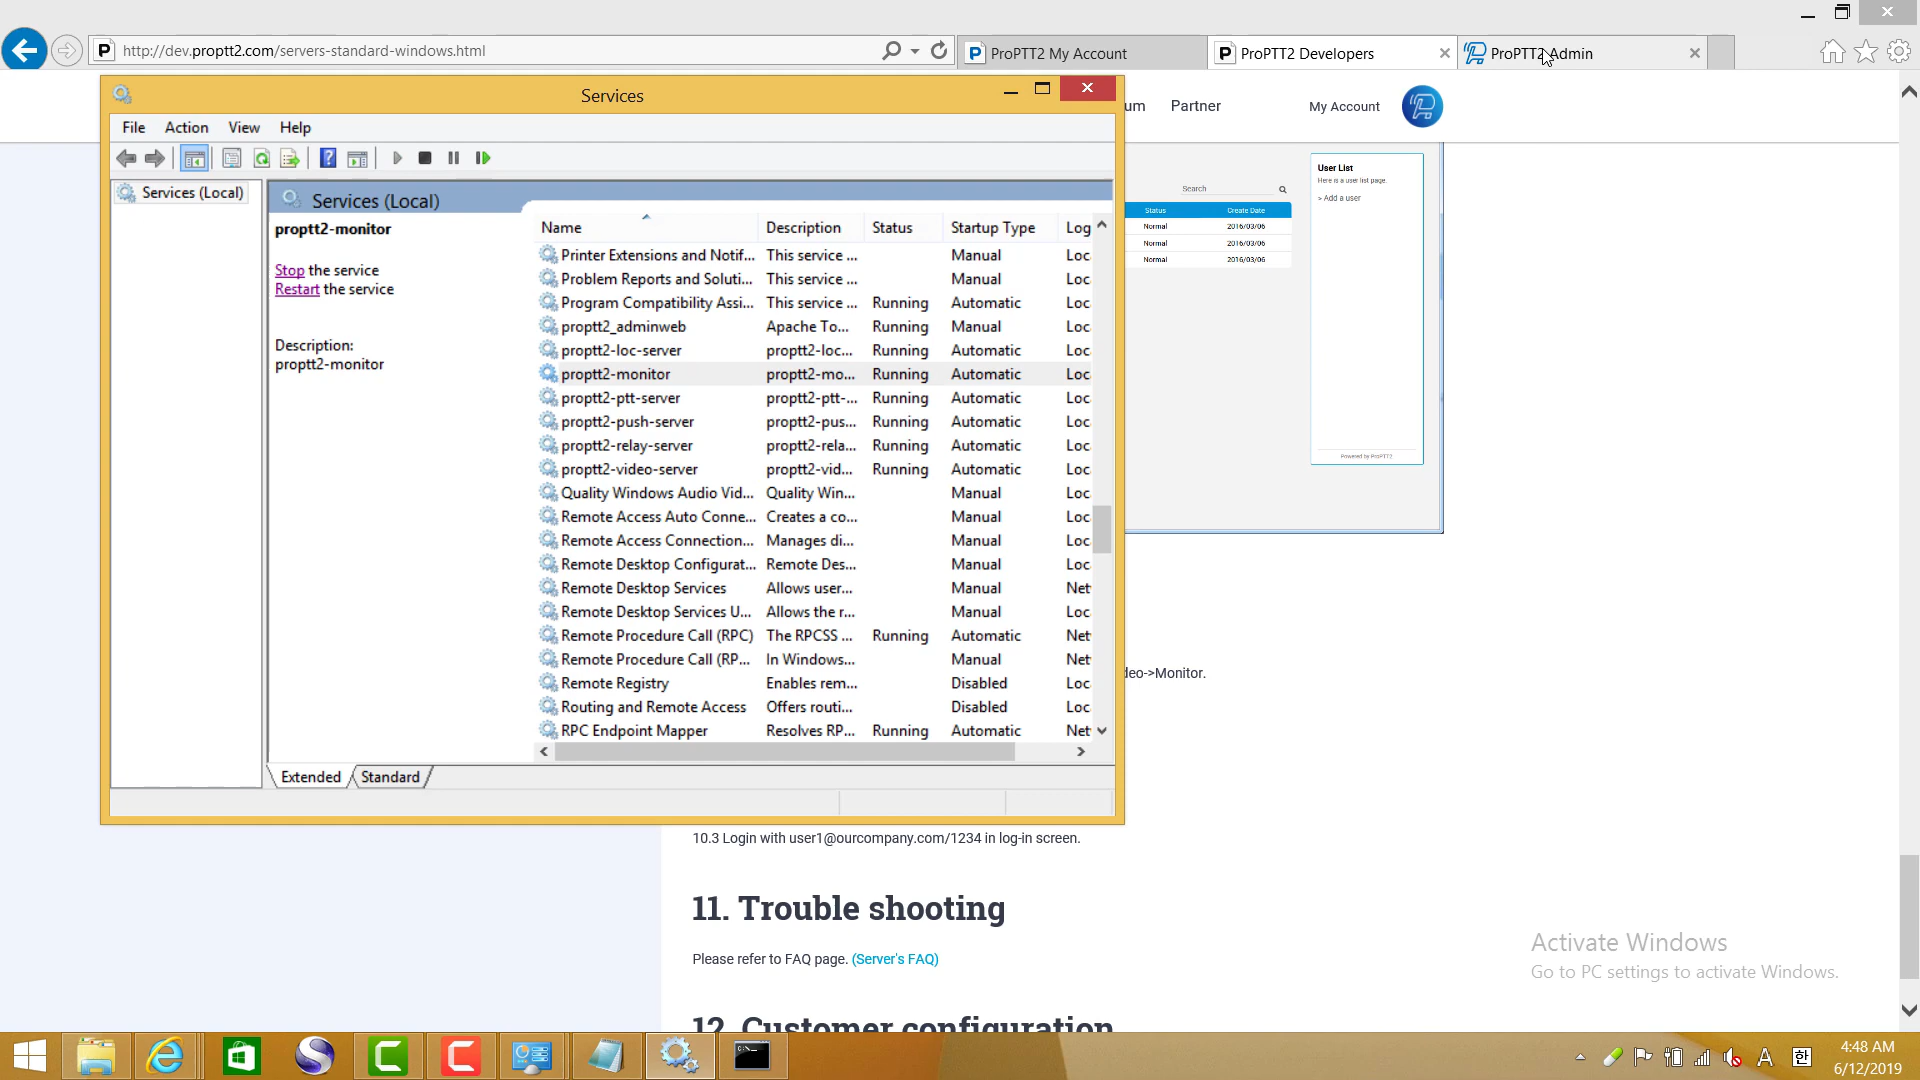 http://dev.proptt2.com/servers-standard-windows.html
ProPTT2 My Account
ProPTT2 Developers
ProPTT2 Admin
Services
um
Partner
My Account
File Action View Help
Services (Local)
Services (Local)
proptt2-monitor
Stop the service
Restart the service
Description:
proptt2-monitor
Name Description Status Startup Type Log
Printer Extensions and Notif... This service ... Manual Loc
Problem Reports and Soluti... This service ... Manual Loc
Program Compatibility Assi... This service ... Running Automatic Loc
proptt2_adminweb Apache To... Running Manual Loc
proptt2-loc-server proptt2-loc... Running Automatic Loc
proptt2-monitor proptt2-mo... Running Automatic Loc
proptt2-ptt-server proptt2-ptt-... Running Automatic Loc
proptt2-push-server proptt2-pus... Running Automatic Loc
proptt2-relay-server proptt2-rela... Running Automatic Loc
proptt2-video-server proptt2-vid... Running Automatic Loc
Quality Windows Audio Vid... Quality Win... Manual Loc
Remote Access Auto Conne... Creates a co... Manual Loc
Remote Access Connection... Manages di... Manual Loc
Remote Desktop Configurat... Remote Des... Manual Loc
Remote Desktop Services Allows user... Manual Net
Remote Desktop Services U... Allows the r... Manual Loc
Remote Procedure Call (RPC) The RPCSS ... Running Automatic Net
Remote Procedure Call (RP... In Windows... Manual Net
Remote Registry Enables rem... Disabled Loc
Routing and Remote Access Offers routi... Disabled Loc
RPC Endpoint Mapper Resolves RP... Running Automatic Net
Extended Standard
Search
Status Create Date
Normal 2016/03/06
Normal 2016/03/06
Normal 2016/03/06
User List
Here is a user list page.
> Add a user
Powered by ProPTT2
deo->Monitor.
10.3 Login with user1@ourcompany.com/1234 in log-in screen.
11. Trouble shooting
Please refer to FAQ page. (Server's FAQ)
12. Customer configuration
Activate Windows
Go to PC settings to activate Windows.
A
한
4:48 AM
6/12/2019